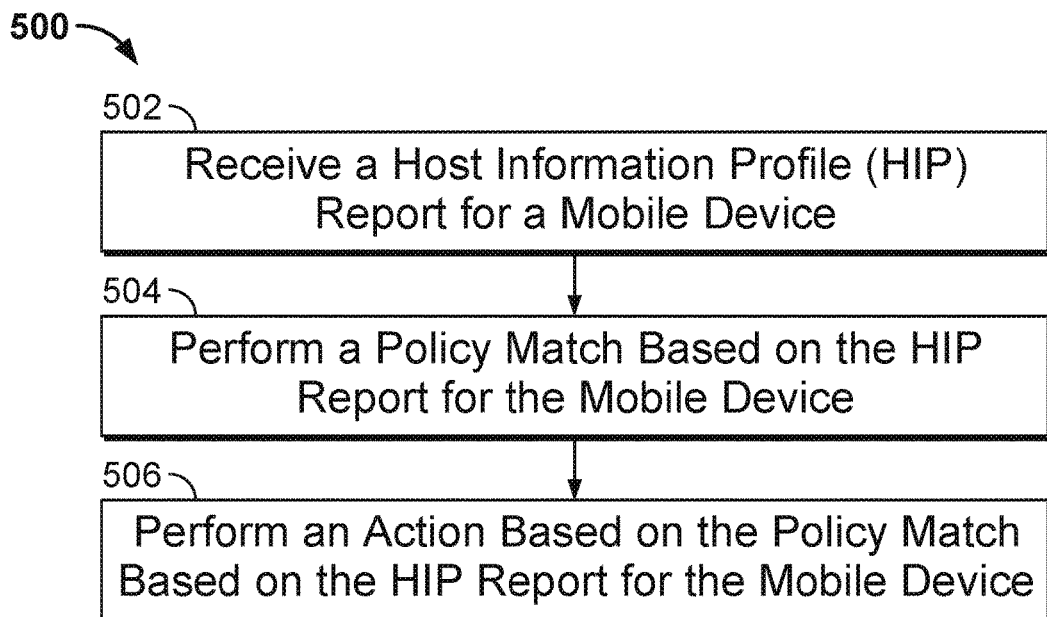 500
502
Receive a Host Information Profile (HIP)
Report for a Mobile Device
504
Perform a Policy Match Based on the HIP
Report for the Mobile Device
506
Perform an Action Based on the Policy Match
Based on the HIP Report for the Mobile Device